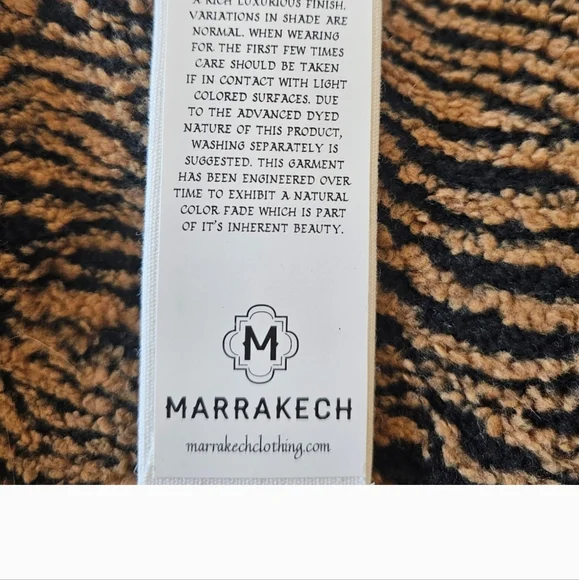 A RICH LUXURIOUS FINISH.
VARIATIONS IN SHADE ARE
NORMAL. WHEN WEARING
FOR THE FIRST FEW TIMES
CARE SHOULD BE TAKEN
IF IN CONTACT WITH LIGHT
COLORED SURFACES. DUE
TO THE ADVANCED DYED
NATURE OF THIS PRODUCT,
WASHING SEPARATELY IS
SUGGESTED. THIS GARMENT
HAS BEEN ENGINEERED OVER
TIME TO EXHIBIT A NATURAL
COLOR FADE WHICH IS PART
OF IT'S INHERENT BEAUTY.
M
MARRAKECH
marrakechclothing.com